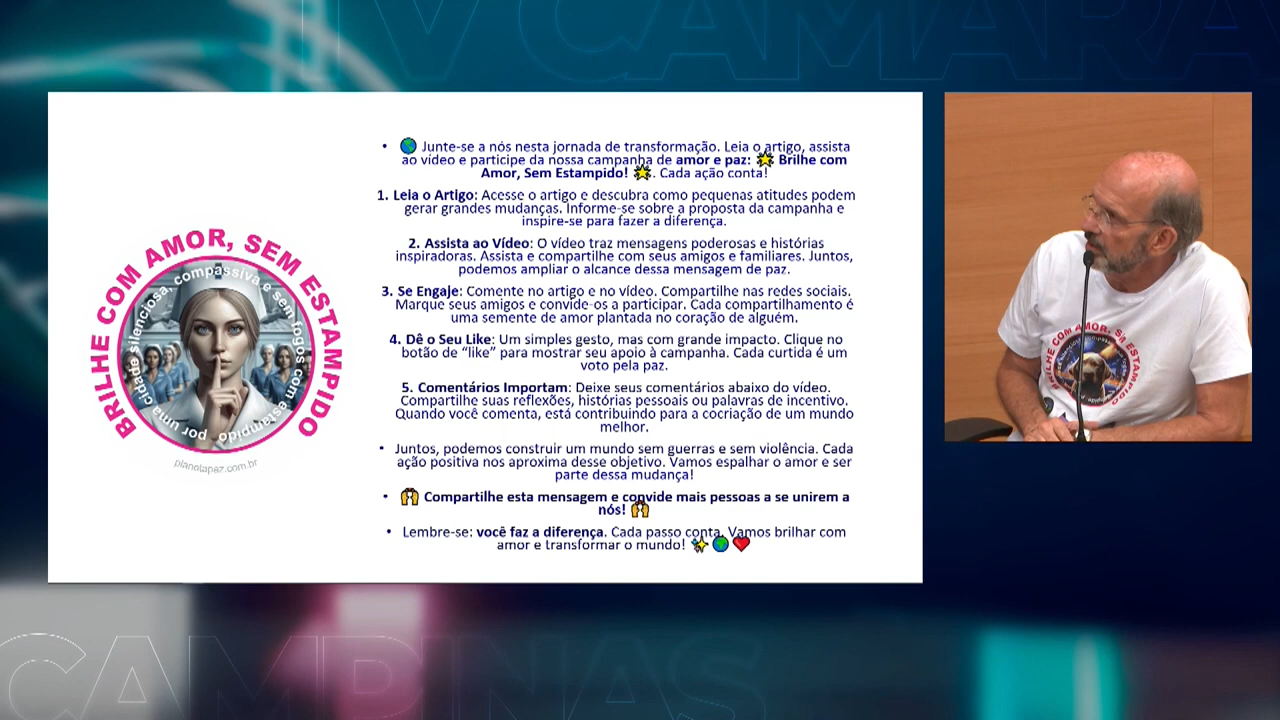 TV CÂMARA
BRILHE COM AMOR, SEM ESTAMPIDO
por uma cidade silenciosa, compassiva e sem fogos com estampido
planotapaz.com.br
• 🌎 Junte-se a nós nesta jornada de transformação. Leia o artigo, assista
ao vídeo e participe da nossa campanha de amor e paz: 🌟 Brilhe com
Amor, Sem Estampido! 🌟. Cada ação conta!
1. Leia o Artigo: Acesse o artigo e descubra como pequenas atitudes podem
gerar grandes mudanças. Informe-se sobre a proposta da campanha e
inspire-se para fazer a diferença.
2. Assista ao Vídeo: O vídeo traz mensagens poderosas e histórias
inspiradoras. Assista e compartilhe com seus amigos e familiares. Juntos,
podemos ampliar o alcance dessa mensagem de paz.
3. Se Engaje: Comente no artigo e no vídeo. Compartilhe nas redes sociais.
Marque seus amigos e convide-os a participar. Cada compartilhamento é
uma semente de amor plantada no coração de alguém.
4. Dê o Seu Like: Um simples gesto, mas com grande impacto. Clique no
botão de “like” para mostrar seu apoio à campanha. Cada curtida é um
voto pela paz.
5. Comentários Importam: Deixe seus comentários abaixo do vídeo.
Compartilhe suas reflexões, histórias pessoais ou palavras de incentivo.
Quando você comenta, está contribuindo para a cocriação de um mundo
melhor.
• Juntos, podemos construir um mundo sem guerras e sem violência. Cada
ação positiva nos aproxima desse objetivo. Vamos espalhar o amor e ser
parte dessa mudança!
• 🙌 Compartilhe esta mensagem e convide mais pessoas a se unirem a
nós! 🙌
• Lembre-se: você faz a diferença. Cada passo conta. Vamos brilhar com
amor e transformar o mundo! ✨🌎❤️
BRILHE COM AMOR, SEM ESTAMPIDO
CAMPINAS